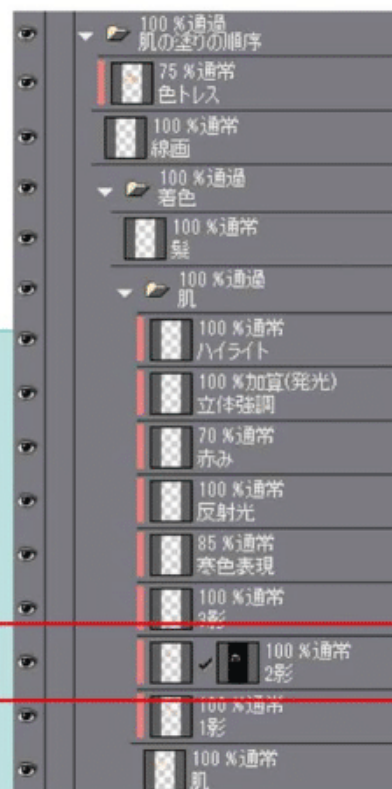 100 %通過
肌の塗りの順序
75 %通常
色トレス
100 %通常
線画
100 %通過
着色
100 %通常
髪
100 %通過
肌
100 %通常
ハイライト
100 %加算(発光)
立体強調
70 %通常
赤み
100 %通常
反射光
85 %通常
寒色表現
100 %通常
3影
100 %通常
2影
100 %通常
1影
100 %通常
肌